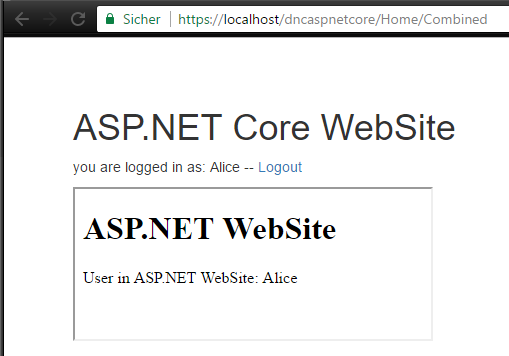 Sicher https://localhost/dncaspnetcore/Home/Combined
ASP.NET Core WebSite
you are logged in as: Alice -- Logout
ASP.NET WebSite
User in ASP.NET WebSite: Alice